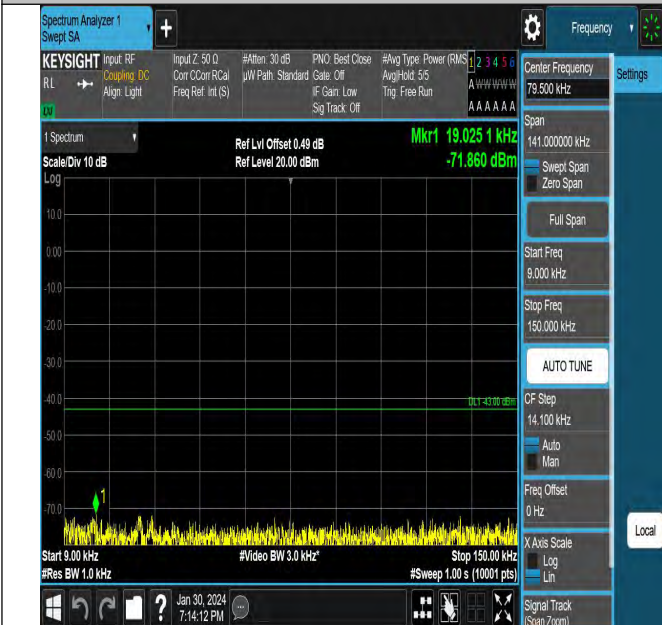 Spectrum Analyzer 1
Swept SA
+
Frequency
KEYSIGHT Input: RF Input Z: 50 Ω #Atten: 30 dB PNO: Best Close #Avg Type: Power (RMS 1 2 3 4 5 6
RL Coupling: DC Corr CCorr RCal µW Path: Standard Gate: Off Avg|Hold: 5/5 A W W W W W
Align: Light Freq Ref: Int (S) IF Gain: Low Trig: Free Run
Sig Track: Off A A A A A A
1 Spectrum
Ref Lvl Offset 0.49 dB Mkr1 19.025 1 kHz
Scale/Div 10 dB Ref Level 20.00 dBm -71.860 dBm
Log
10.0
0.00
-10.0
-20.0
-30.0
-40.0
DL1 -43.00 dBm
-50.0
-60.0
1
-70.0
Start 9.00 kHz #Video BW 3.0 kHz* Stop 150.00 kHz
#Res BW 1.0 kHz #Sweep 1.00 s (10001 pts)
? Jan 30, 2024
7:14:12 PM
Center Frequency
79.500 kHz
Settings
Span
141.000000 kHz
Swept Span
Zero Span
Full Span
Start Freq
9.000 kHz
Stop Freq
150.000 kHz
AUTO TUNE
CF Step
14.100 kHz
Auto
Man
Freq Offset
0 Hz
Local
X Axis Scale
Log
Lin
Signal Track
(Span Zoom)